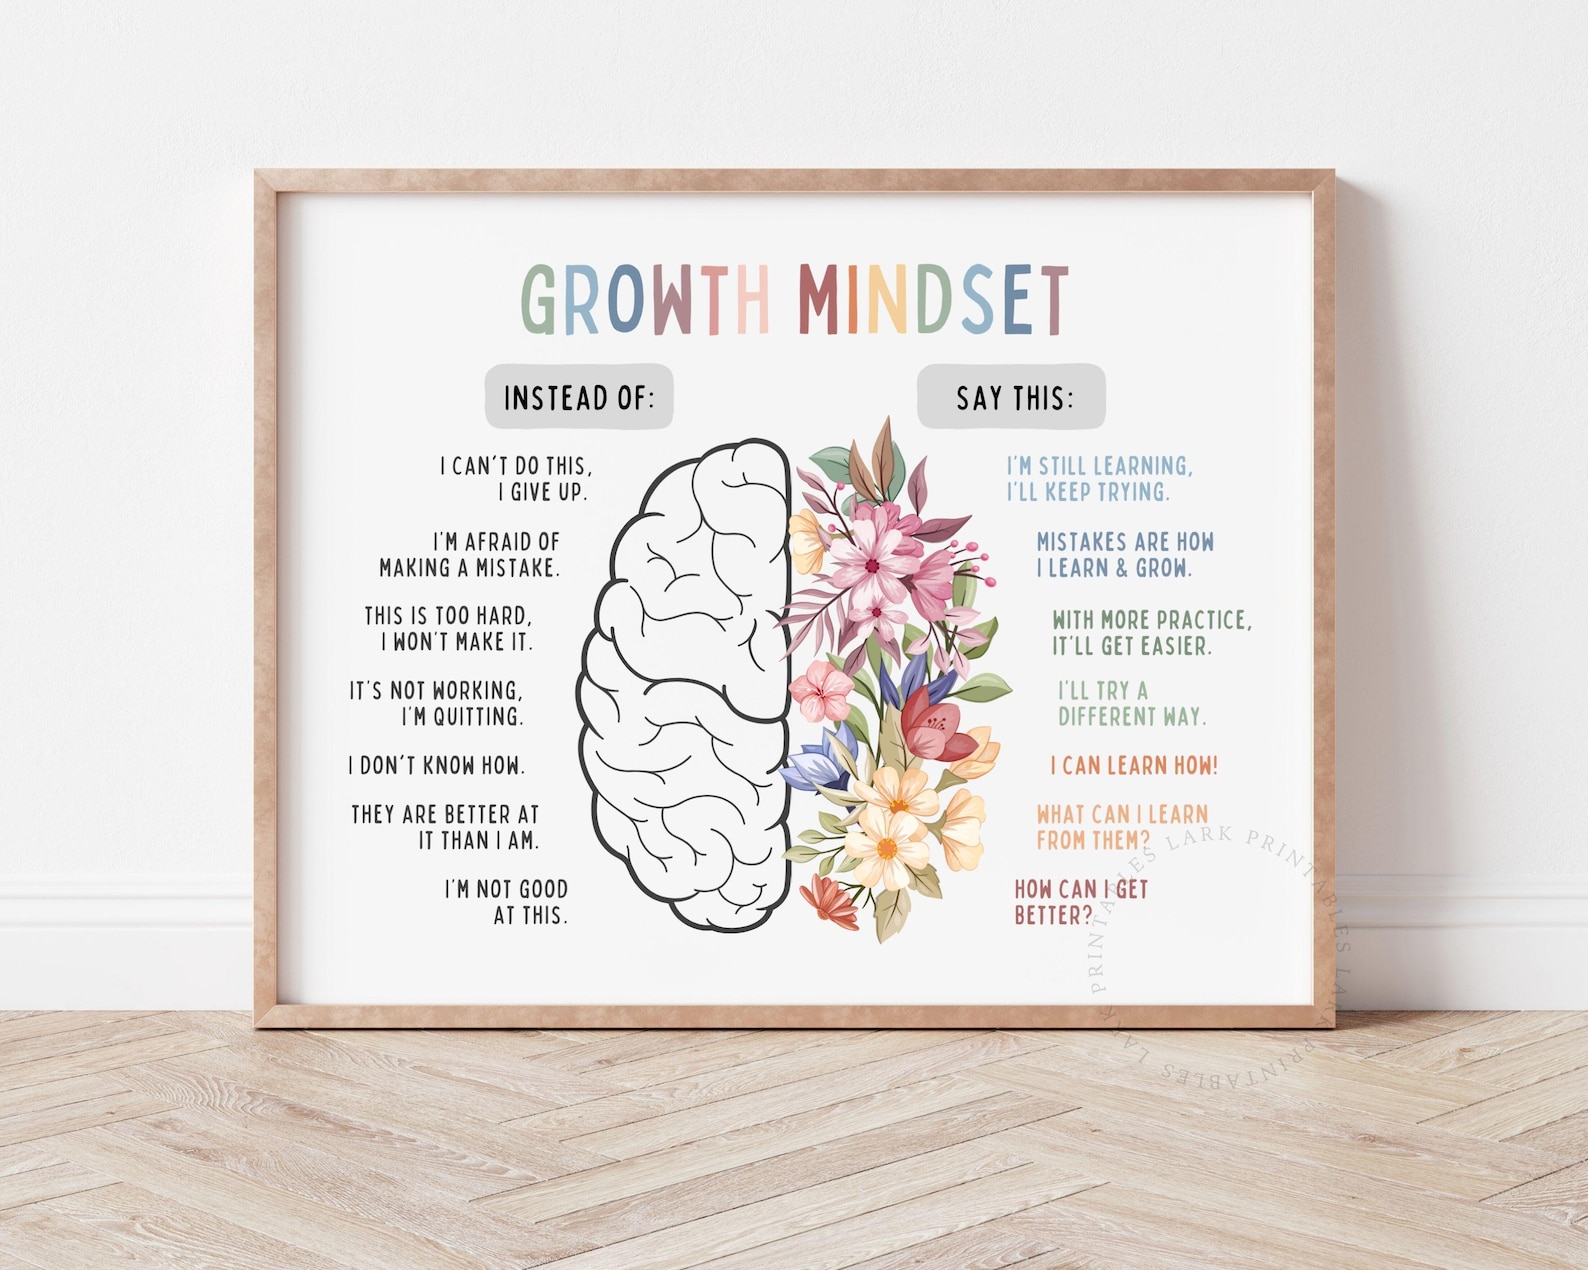 GROWTH MINDSET
INSTEAD OF:
I CAN'T DO THIS,
I GIVE UP.
I'M AFRAID OF
MAKING A MISTAKE.
THIS IS TOO HARD,
I WON'T MAKE IT.
IT'S NOT WORKING,
I'M QUITTING.
I DON'T KNOW HOW.
THEY ARE BETTER AT
IT THAN I AM.
I'M NOT GOOD
AT THIS.
SAY THIS:
I'M STILL LEARNING,
I'LL KEEP TRYING.
MISTAKES ARE HOW
I LEARN & GROW.
WITH MORE PRACTICE,
IT'LL GET EASIER.
I'LL TRY A
DIFFERENT WAY.
I CAN LEARN HOW!
WHAT CAN I LEARN
FROM THEM?
HOW CAN I GET
BETTER?
LARK PRINTABLES LARK PRINTABLES LARK PRINTABLES